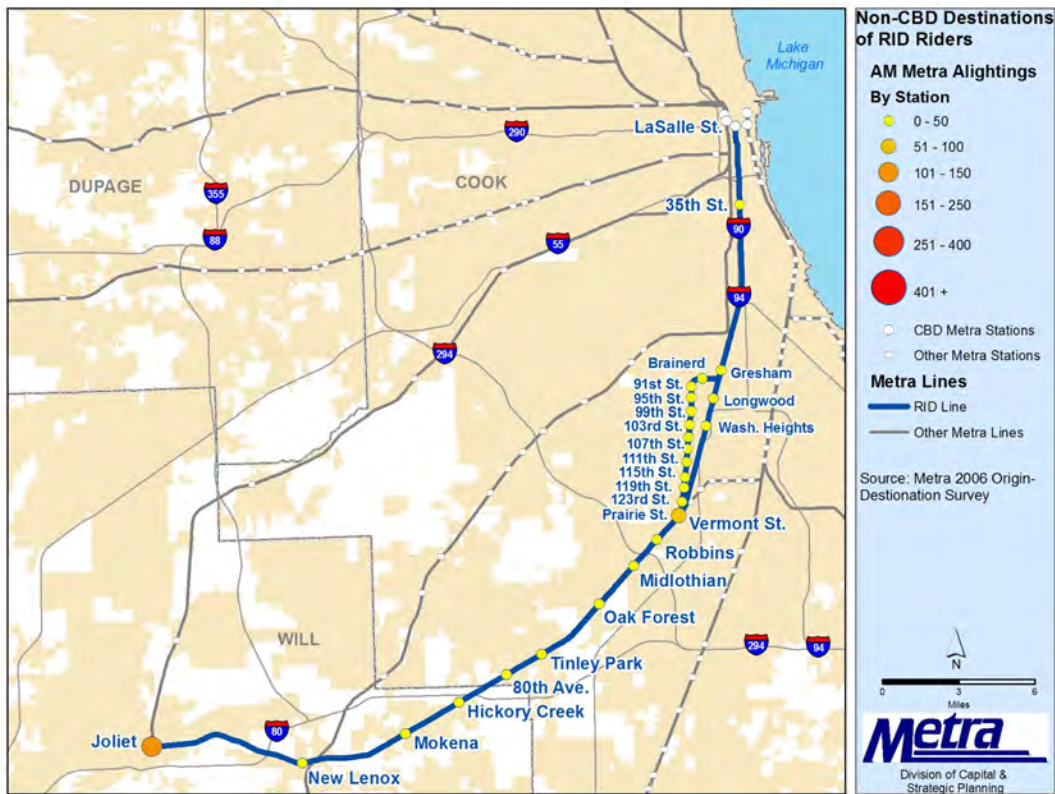 Lake
Michigan
LaSalle St.
290
DUPAGE
COOK
355
88
35th St.
90
55
94
294
Brainerd
Gresham
91st St.
95th St.
Longwood
99th St.
103rd St.
Wash. Heights
107th St.
111th St.
115th St.
119th St.
123rd St.
Prairie St.
Vermont St.
Robbins
Midlothian
Oak Forest
WILL
294
94
Tinley Park
80th Ave.
Hickory Creek
80
Joliet
Mokena
New Lenox
Non-CBD Destinations
of RID Riders
AM Metra Alightings
By Station
0 - 50
51 - 100
101 - 150
151 - 250
251 - 400
401 +
CBD Metra Stations
Other Metra Stations
Metra Lines
RID Line
Other Metra Lines
Source: Metra 2006 Origin-
Destionation Survey
N
0 3 6
Miles
Metra
Division of Capital &
Strategic Planning